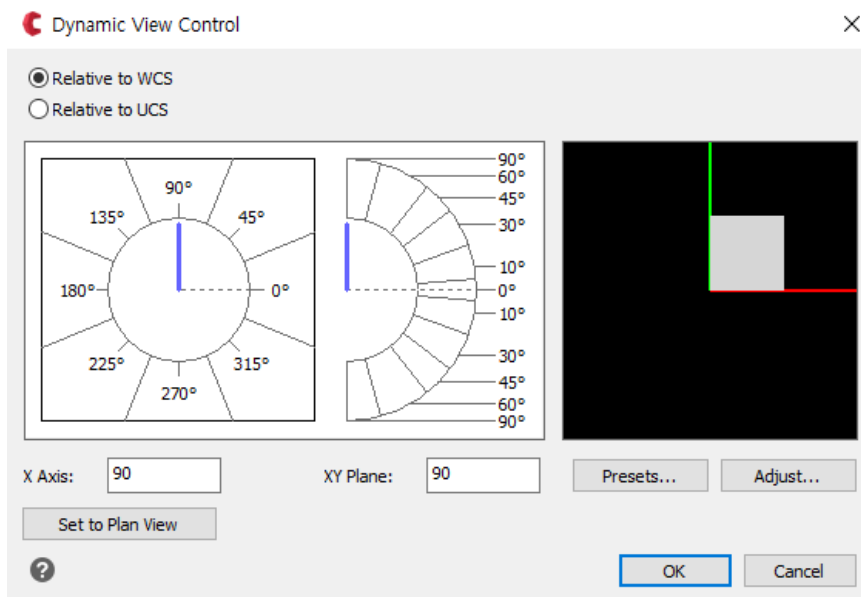 Dynamic View Control
Relative to WCS
Relative to UCS
90°
135°
45°
180°
0°
225°
315°
270°
90°
60°
45°
30°
10°
0°
10°
30°
45°
60°
90°
X Axis: 90
XY Plane: 90
Presets...
Adjust...
Set to Plan View
?
OK
Cancel